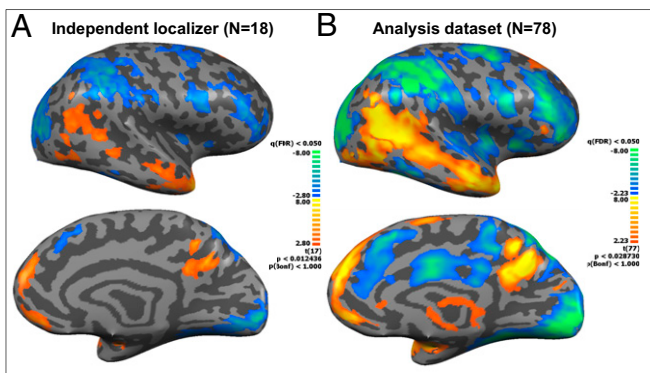 A Independent localizer (N=18)
B Analysis dataset (N=78)
q(FDR) < 0.050
-8.00
-2.80
8.00
2.80
t(17)
p < 0.012436
p(Bonf) < 1.000
q(FDR) < 0.050
-8.00
-2.23
8.00
2.23
t(77)
p < 0.028730
p(Bonf) < 1.000